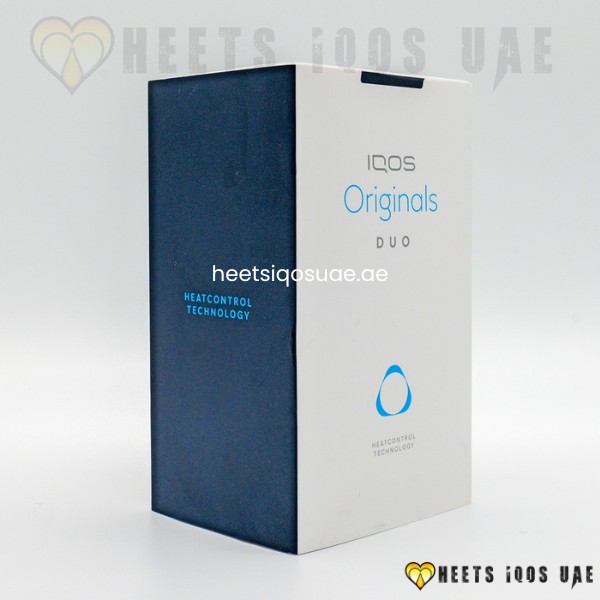 HEETS iQOS UAE
IQOS
Originals
DUO
heetsiqosuae.ae
HEATCONTROL
TECHNOLOGY
HEATCONTROL
TECHNOLOGY
HEETS iQOS UAE